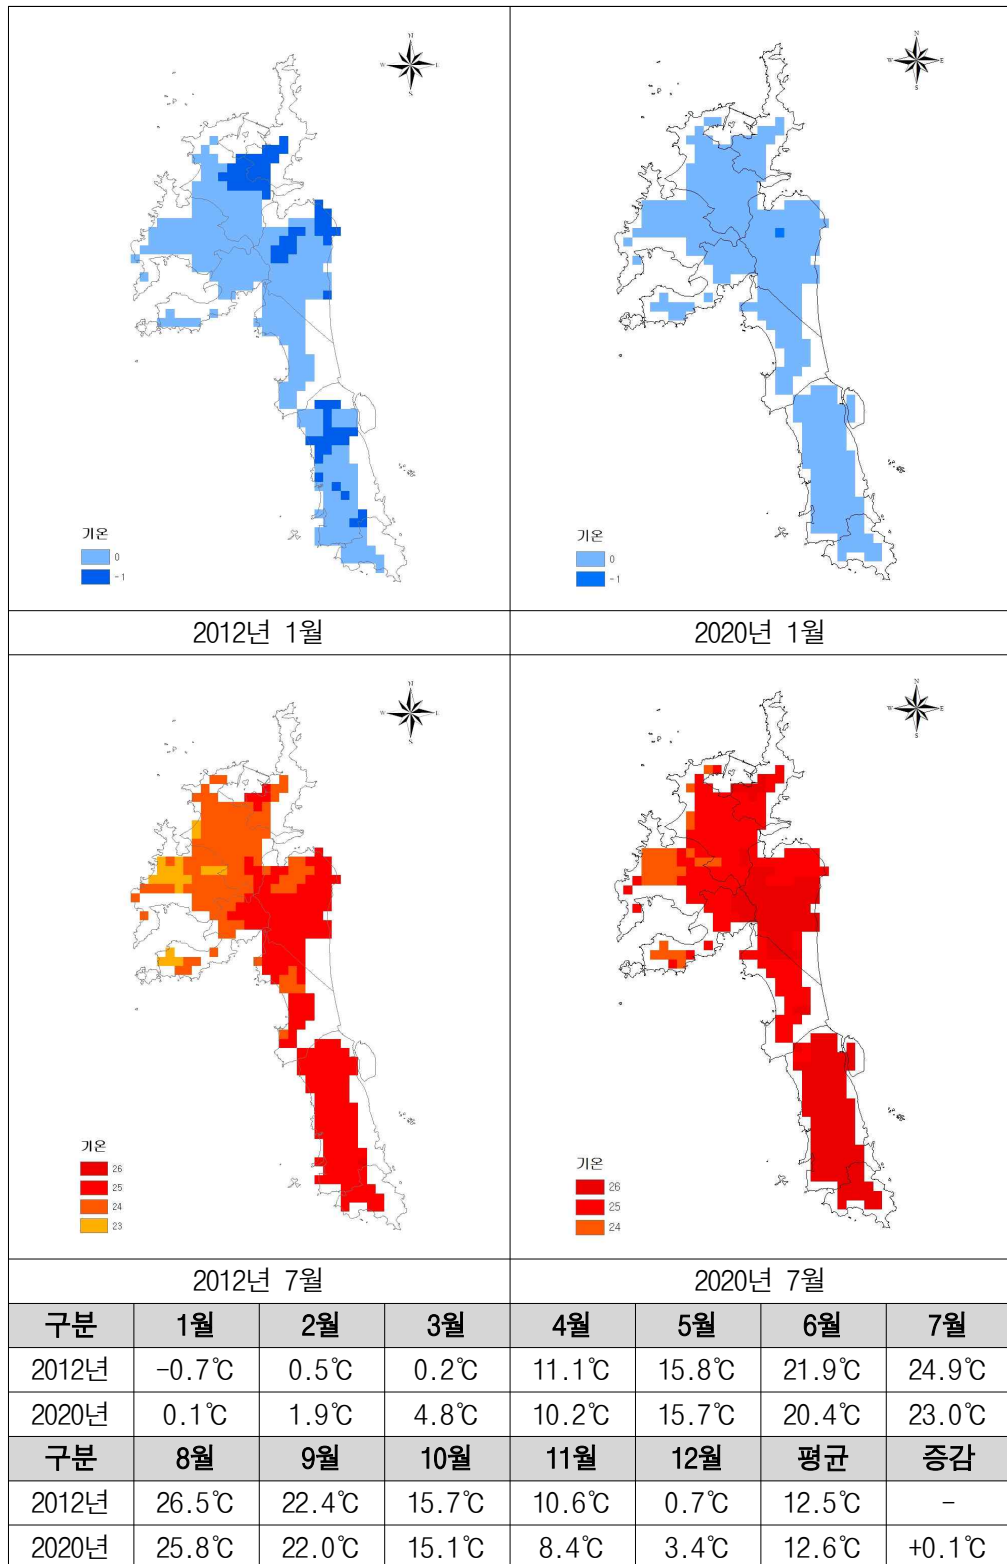 N
W E
S
N
W E
S
기온
0
-1
기온
0
-1
2012년 1월 2020년 1월
N
W E
S
N
W E
S
기온
26
25
24
23
기온
26
25
24
2012년 7월 2020년 7월
구분 1월 2월 3월 4월 5월 6월 7월
2012년 -0.7℃ 0.5℃ 0.2℃ 11.1℃ 15.8℃ 21.9℃ 24.9℃
2020년 0.1℃ 1.9℃ 4.8℃ 10.2℃ 15.7℃ 20.4℃ 23.0℃
구분 8월 9월 10월 11월 12월 평균 증감
2012년 26.5℃ 22.4℃ 15.7℃ 10.6℃ 0.7℃ 12.5℃ -
2020년 25.8℃ 22.0℃ 15.1℃ 8.4℃ 3.4℃ 12.6℃ +0.1℃